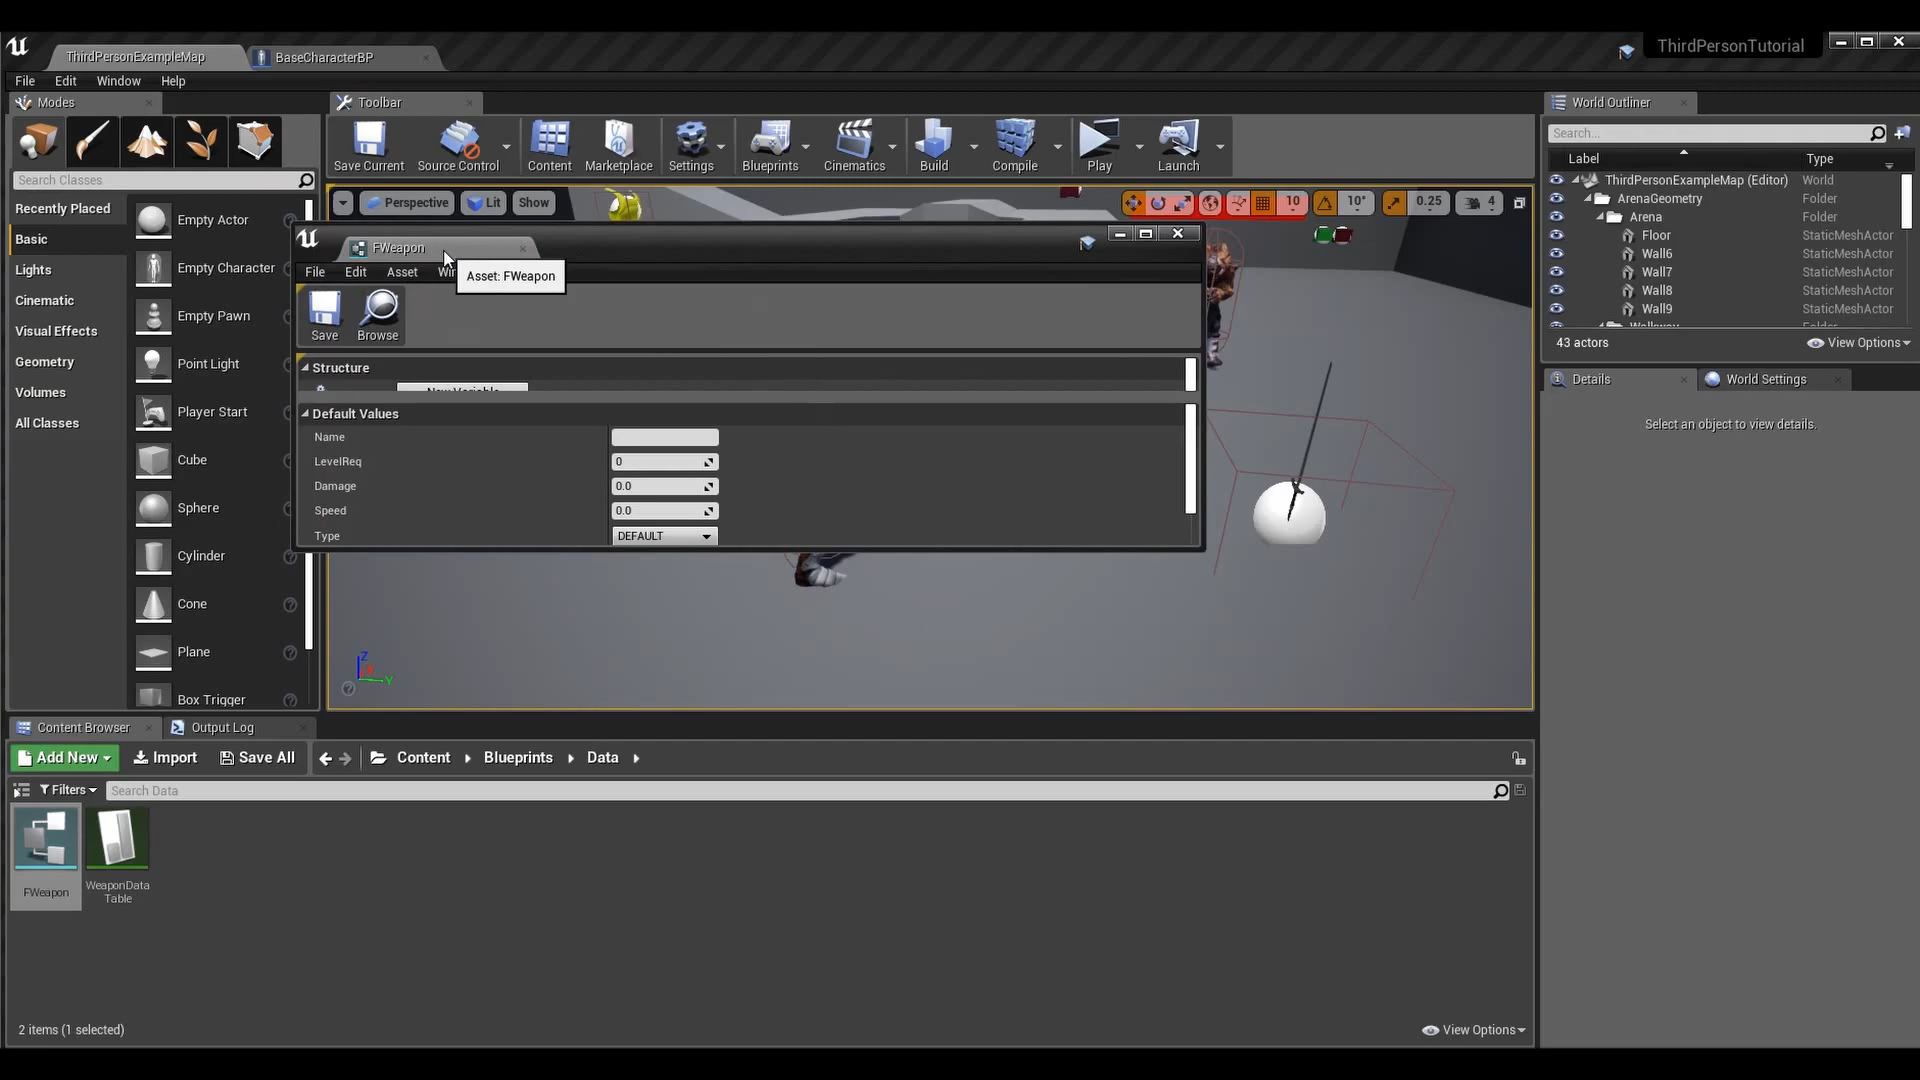 ThirdPersonExampleMap
BaseCharacterBP
ThirdPersonTutorial
File Edit Window Help
Modes
Toolbar
World Outliner
Save Current
Source Control
Content
Marketplace
Settings
Blueprints
Cinematics
Build
Compile
Play
Launch
Search Classes
Recently Placed
Basic
Lights
Cinematic
Visual Effects
Geometry
Volumes
All Classes
Empty Actor
Empty Character
Empty Pawn
Point Light
Player Start
Cube
Sphere
Cylinder
Cone
Plane
Box Trigger
Perspective
Lit
Show
10
10°
0.25
4
FWeapon
File Edit Asset
Asset: FWeapon
Save
Browse
Structure
New Variable
Default Values
Name
LevelReq 0
Damage 0.0
Speed 0.0
Type DEFAULT
Z
Y
Search...
Label Type
ThirdPersonExampleMap (Editor) World
ArenaGeometry Folder
Arena Folder
Floor StaticMeshActor
Wall6 StaticMeshActor
Wall7 StaticMeshActor
Wall8 StaticMeshActor
Wall9 StaticMeshActor
Walkway Folder
43 actors
View Options
Details
World Settings
Select an object to view details.
Content Browser
Output Log
Add New
Import
Save All
Content
Blueprints
Data
Filters
Search Data
FWeapon
WeaponData
Table
2 items (1 selected)
View Options